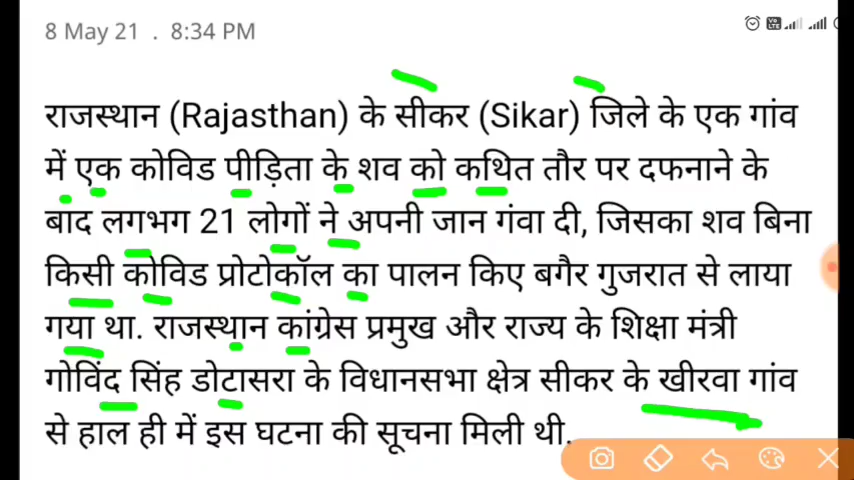 8 May 21 . 8:34 PM
राजस्थान (Rajasthan) के सीकर (Sikar) जिले के एक गांव
में एक कोविड पीड़िता के शव को कथित तौर पर दफनाने के
बाद लगभग 21 लोगों ने अपनी जान गंवा दी, जिसका शव बिना
किसी कोविड प्रोटोकॉल का पालन किए बगैर गुजरात से लाया
गया था. राजस्थान कांग्रेस प्रमुख और राज्य के शिक्षा मंत्री
गोविंद सिंह डोटासरा के विधानसभा क्षेत्र सीकर के खीरवा गांव
से हाल ही में इस घटना की सूचना मिली थी.